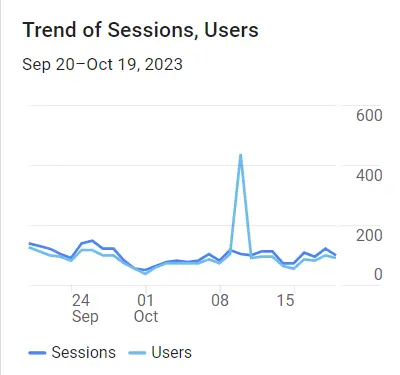 Trend of Sessions, Users
Sep 20–Oct 19, 2023
600
400
200
0
24 01 08 15
Sep Oct
Sessions Users